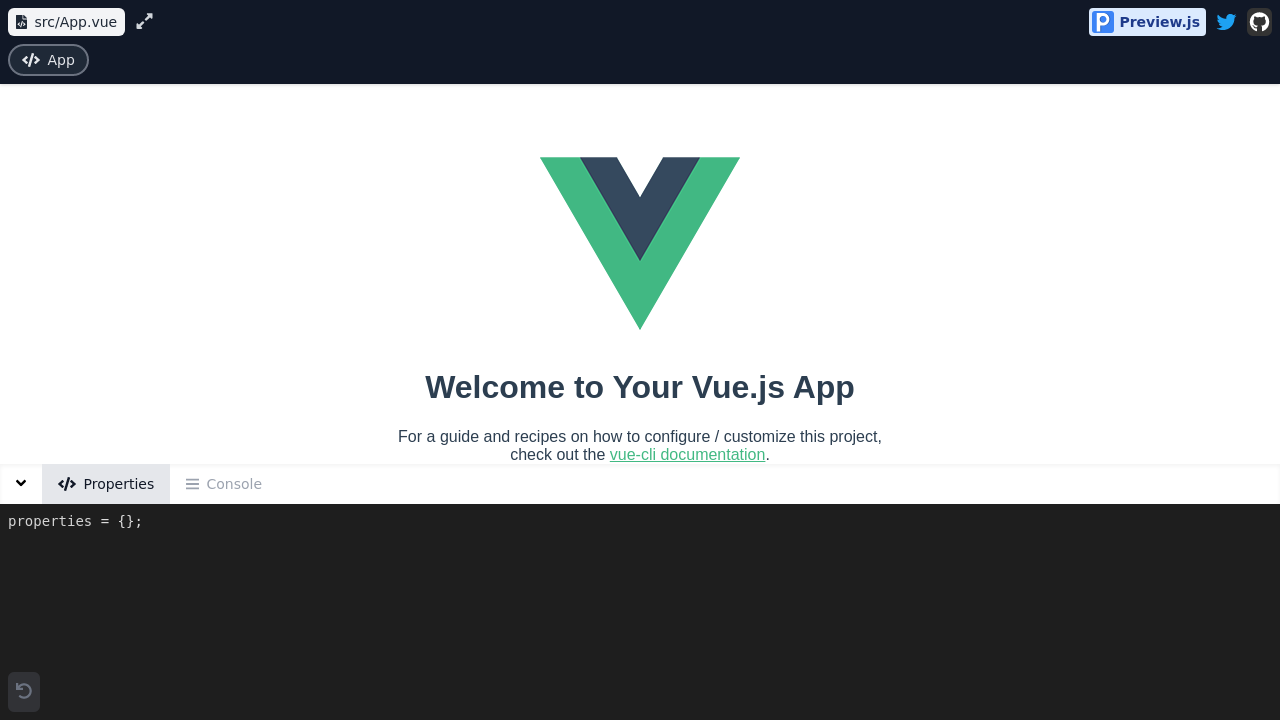 src/App.vue
Preview.js
App
Welcome to Your Vue.js App
For a guide and recipes on how to configure / customize this project,
check out the vue-cli documentation.
Properties
Console
properties = {};